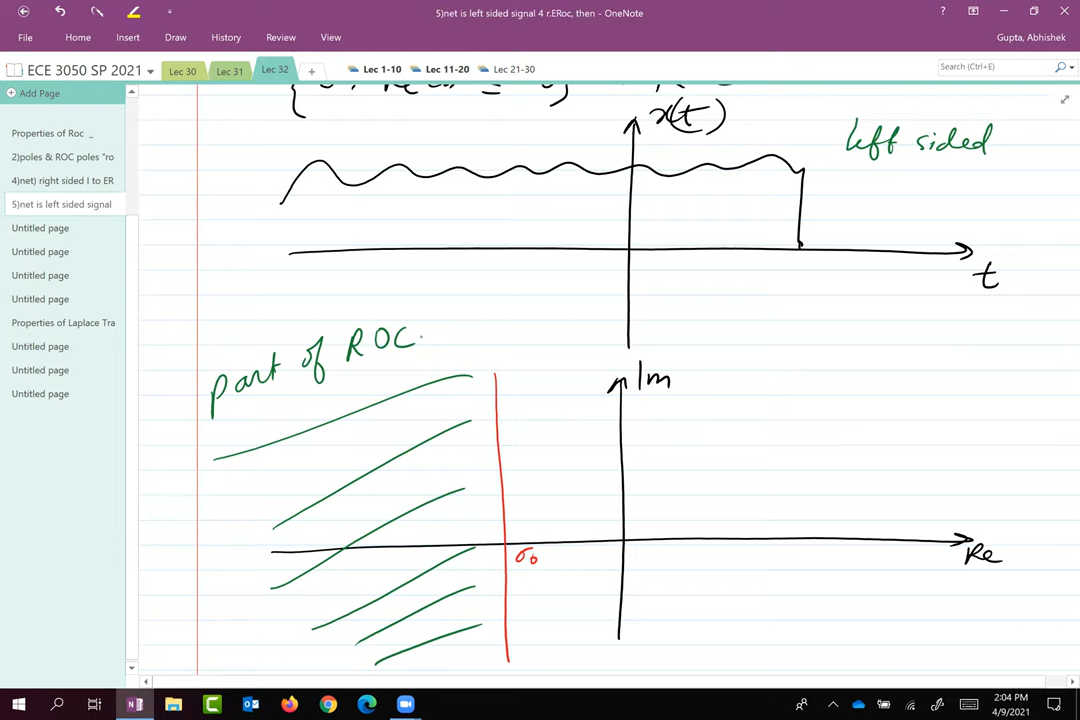 5)net is left sided signal 4 r.ERoc, then - OneNote
Gupta, Abhishek
File Home Insert Draw History Review View
ECE 3050 SP 2021 Lec 30 Lec 31 Lec 32 Lec 1-10 Lec 11-20 Lec 21-30 Search (Ctrl+E)
Add Page
Properties of Roc _
2)poles & ROC poles "ro
4)net) right sided I to ER
5)net is left sided signal
Untitled page
Untitled page
Untitled page
Untitled page
Properties of Laplace Tra
Untitled page
Untitled page
Untitled page
x(t)
left sided
t
part of ROC
Im
σ0
Re
2:04 PM
4/9/2021